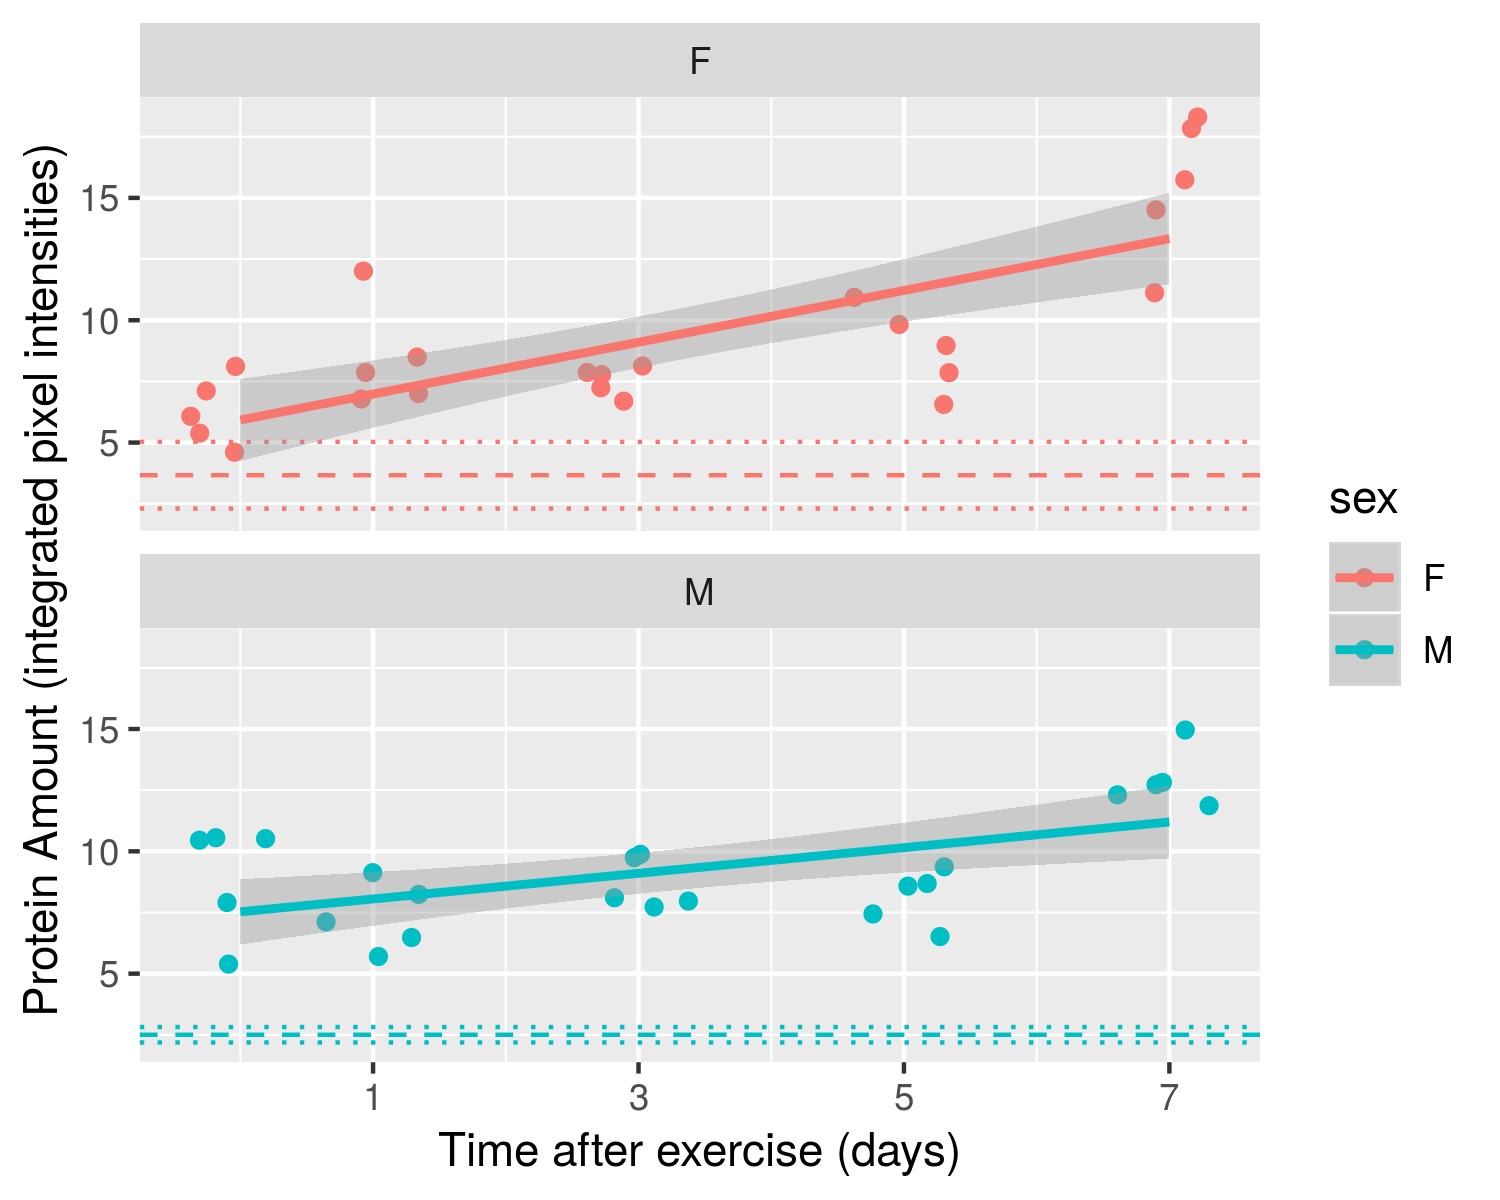 F
15
10
5
M
15
10
5
1 3 5 7
Time after exercise (days)
Protein Amount (integrated pixel intensities)
sex
F
M